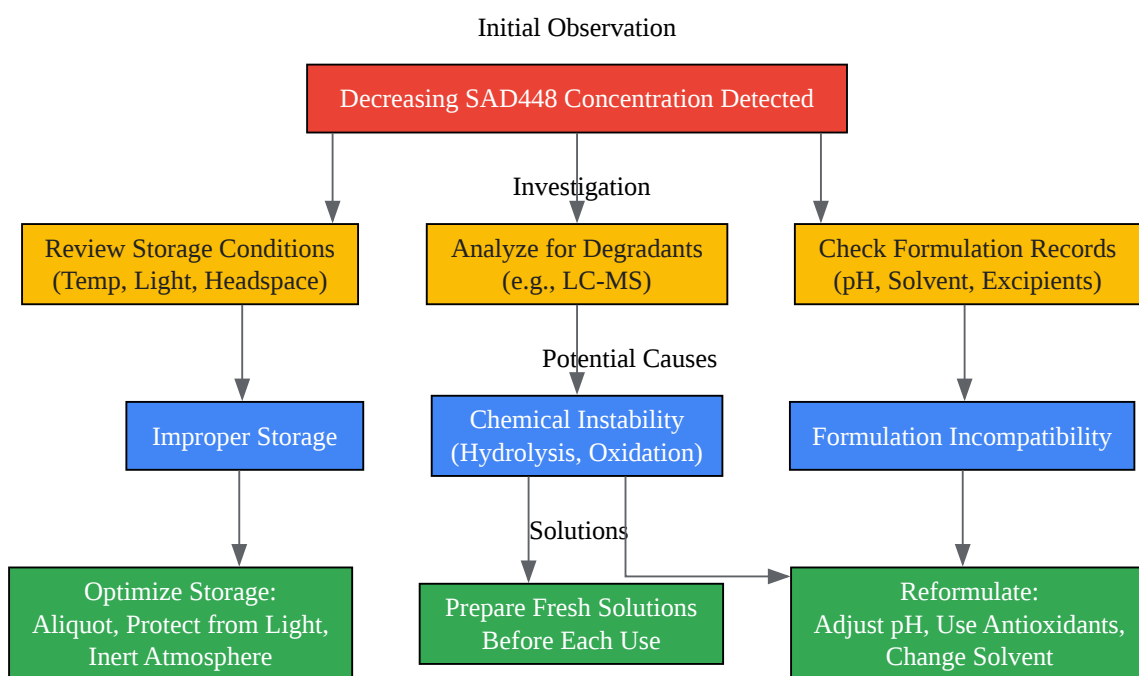 Initial Observation
Decreasing SAD448 Concentration Detected
Investigation
Review Storage Conditions
(Temp, Light, Headspace)
Analyze for Degradants
(e.g., LC-MS)
Check Formulation Records
(pH, Solvent, Excipients)
Potential Causes
Improper Storage
Chemical Instability
(Hydrolysis, Oxidation)
Formulation Incompatibility
Solutions
Optimize Storage:
Aliquot, Protect from Light,
Inert Atmosphere
Prepare Fresh Solutions
Before Each Use
Reformulate:
Adjust pH, Use Antioxidants,
Change Solvent